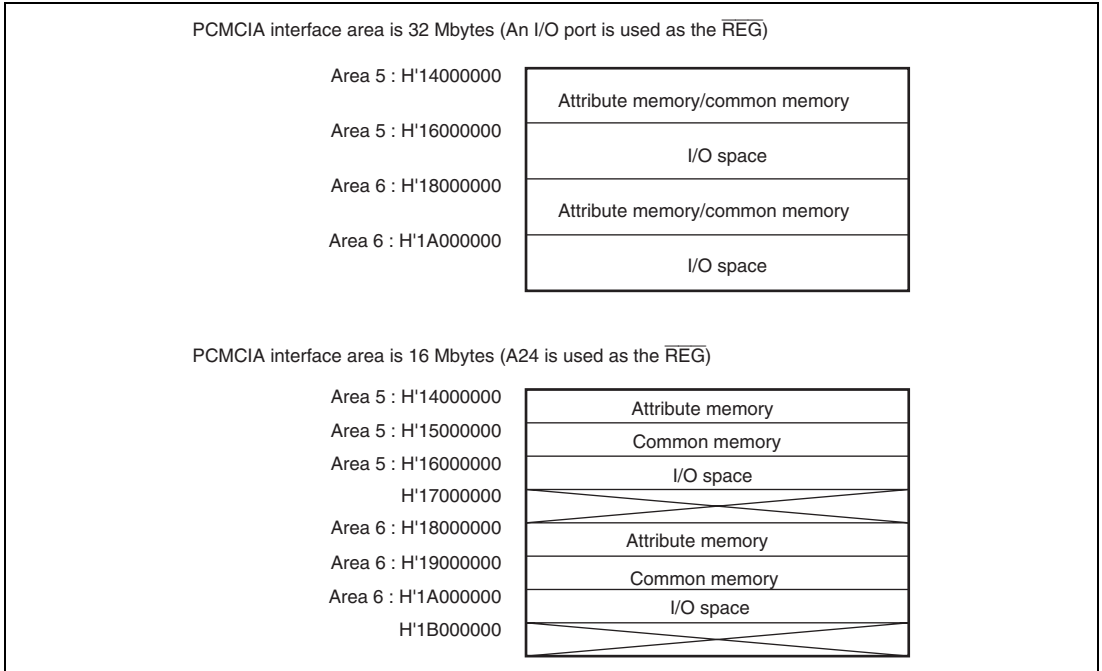 PCMCIA interface area is 32 Mbytes (An I/O port is used as the R̅E̅G̅)
Area 5 : H'14000000
Attribute memory/common memory
Area 5 : H'16000000
I/O space
Area 6 : H'18000000
Attribute memory/common memory
Area 6 : H'1A000000
I/O space
PCMCIA interface area is 16 Mbytes (A24 is used as the R̅E̅G̅)
Area 5 : H'14000000
Attribute memory
Area 5 : H'15000000
Common memory
Area 5 : H'16000000
I/O space
H'17000000
Area 6 : H'18000000
Attribute memory
Area 6 : H'19000000
Common memory
Area 6 : H'1A000000
I/O space
H'1B000000